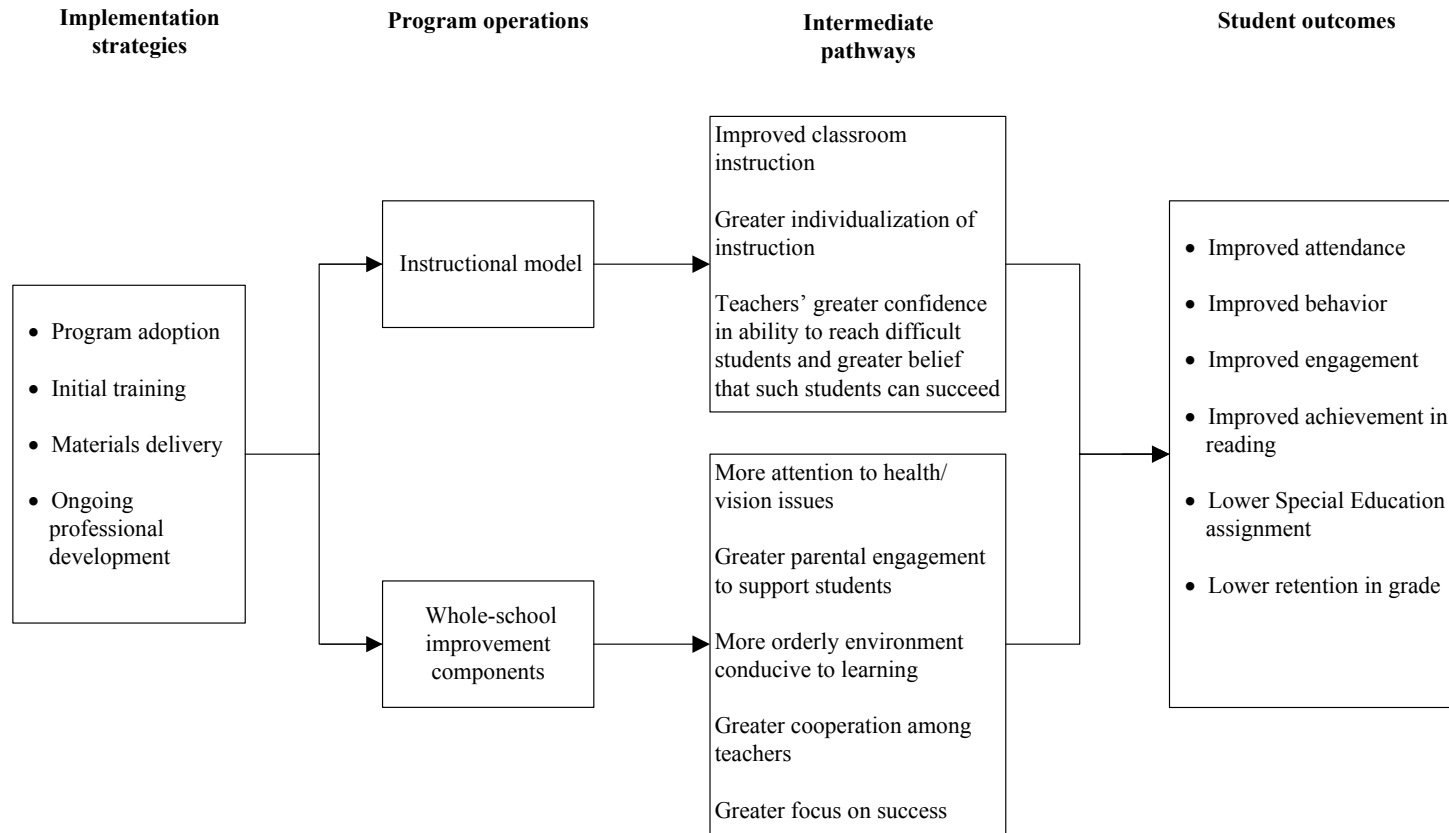 Implementation
strategies
Program operations
Intermediate
pathways
Student outcomes
• Program adoption
• Initial training
• Materials delivery
• Ongoing
professional
development
Instructional model
Whole-school
improvement
components
Improved classroom
instruction
Greater individualization of
instruction
Teachers’ greater confidence
in ability to reach difficult
students and greater belief
that such students can succeed
More attention to health/
vision issues
Greater parental engagement
to support students
More orderly environment
conducive to learning
Greater cooperation among
teachers
Greater focus on success
• Improved attendance
• Improved behavior
• Improved engagement
• Improved achievement in
reading
• Lower Special Education
assignment
• Lower retention in grade